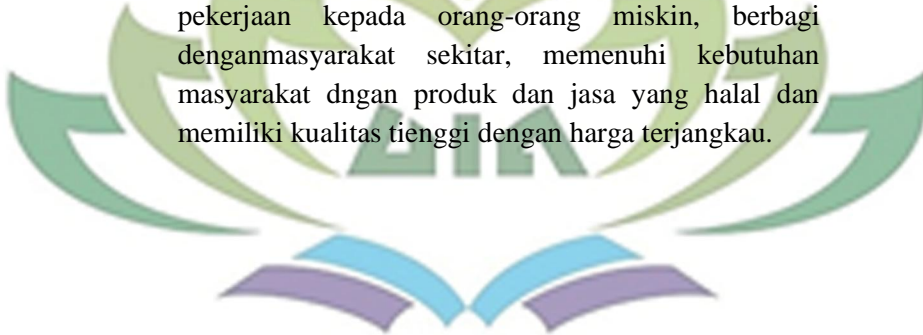 pekerjaan kepada orang-orang miskin, berbagi
denganmasyarakat sekitar, memenuhi kebutuhan
masyarakat dngan produk dan jasa yang halal dan
memiliki kualitas tienggi dengan harga terjangkau.